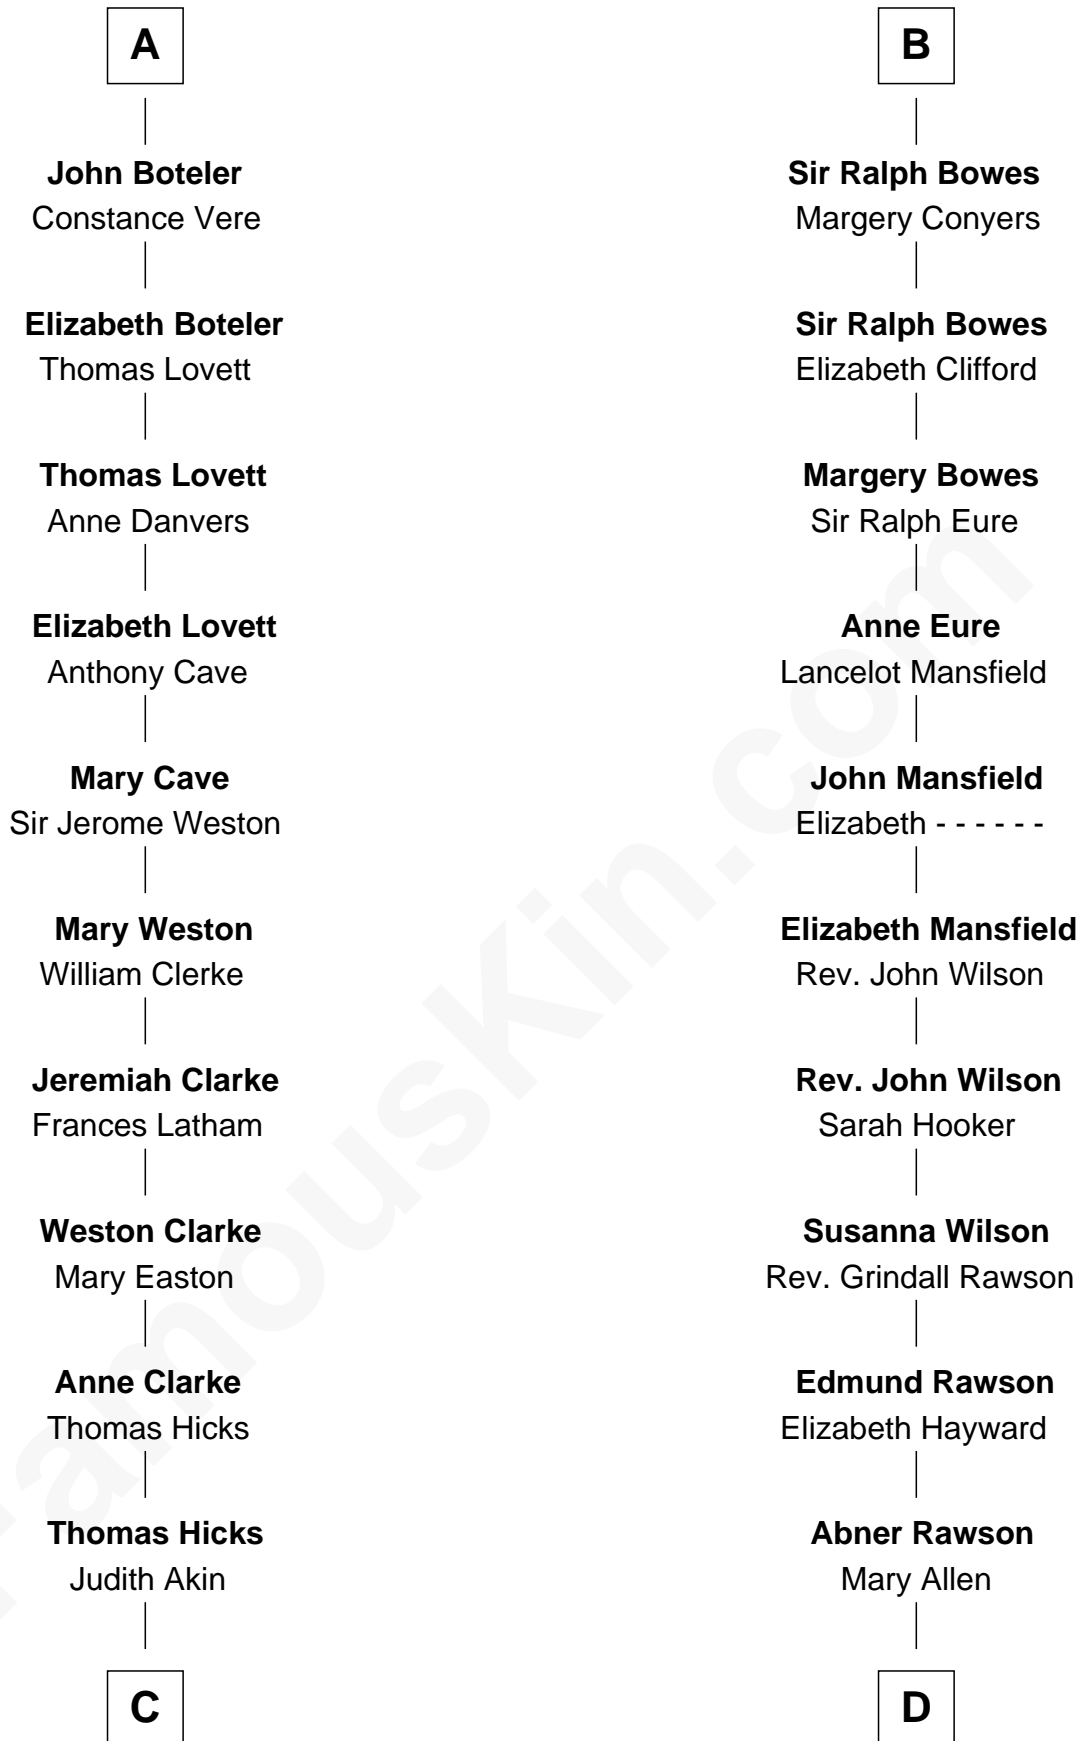 A
John Boteler
Constance Vere
Elizabeth Boteler
Thomas Lovett
Thomas Lovett
Anne Danvers
Elizabeth Lovett
Anthony Cave
Mary Cave
Sir Jerome Weston
Mary Weston
William Clerke
Jeremiah Clarke
Frances Latham
Weston Clarke
Mary Easton
Anne Clarke
Thomas Hicks
Thomas Hicks
Judith Akin
C
B
Sir Ralph Bowes
Margery Conyers
Sir Ralph Bowes
Elizabeth Clifford
Margery Bowes
Sir Ralph Eure
Anne Eure
Lancelot Mansfield
John Mansfield
Elizabeth - - - - - -
Elizabeth Mansfield
Rev. John Wilson
Rev. John Wilson
Sarah Hooker
Susanna Wilson
Rev. Grindall Rawson
Edmund Rawson
Elizabeth Hayward
Abner Rawson
Mary Allen
D
FamousKin.com